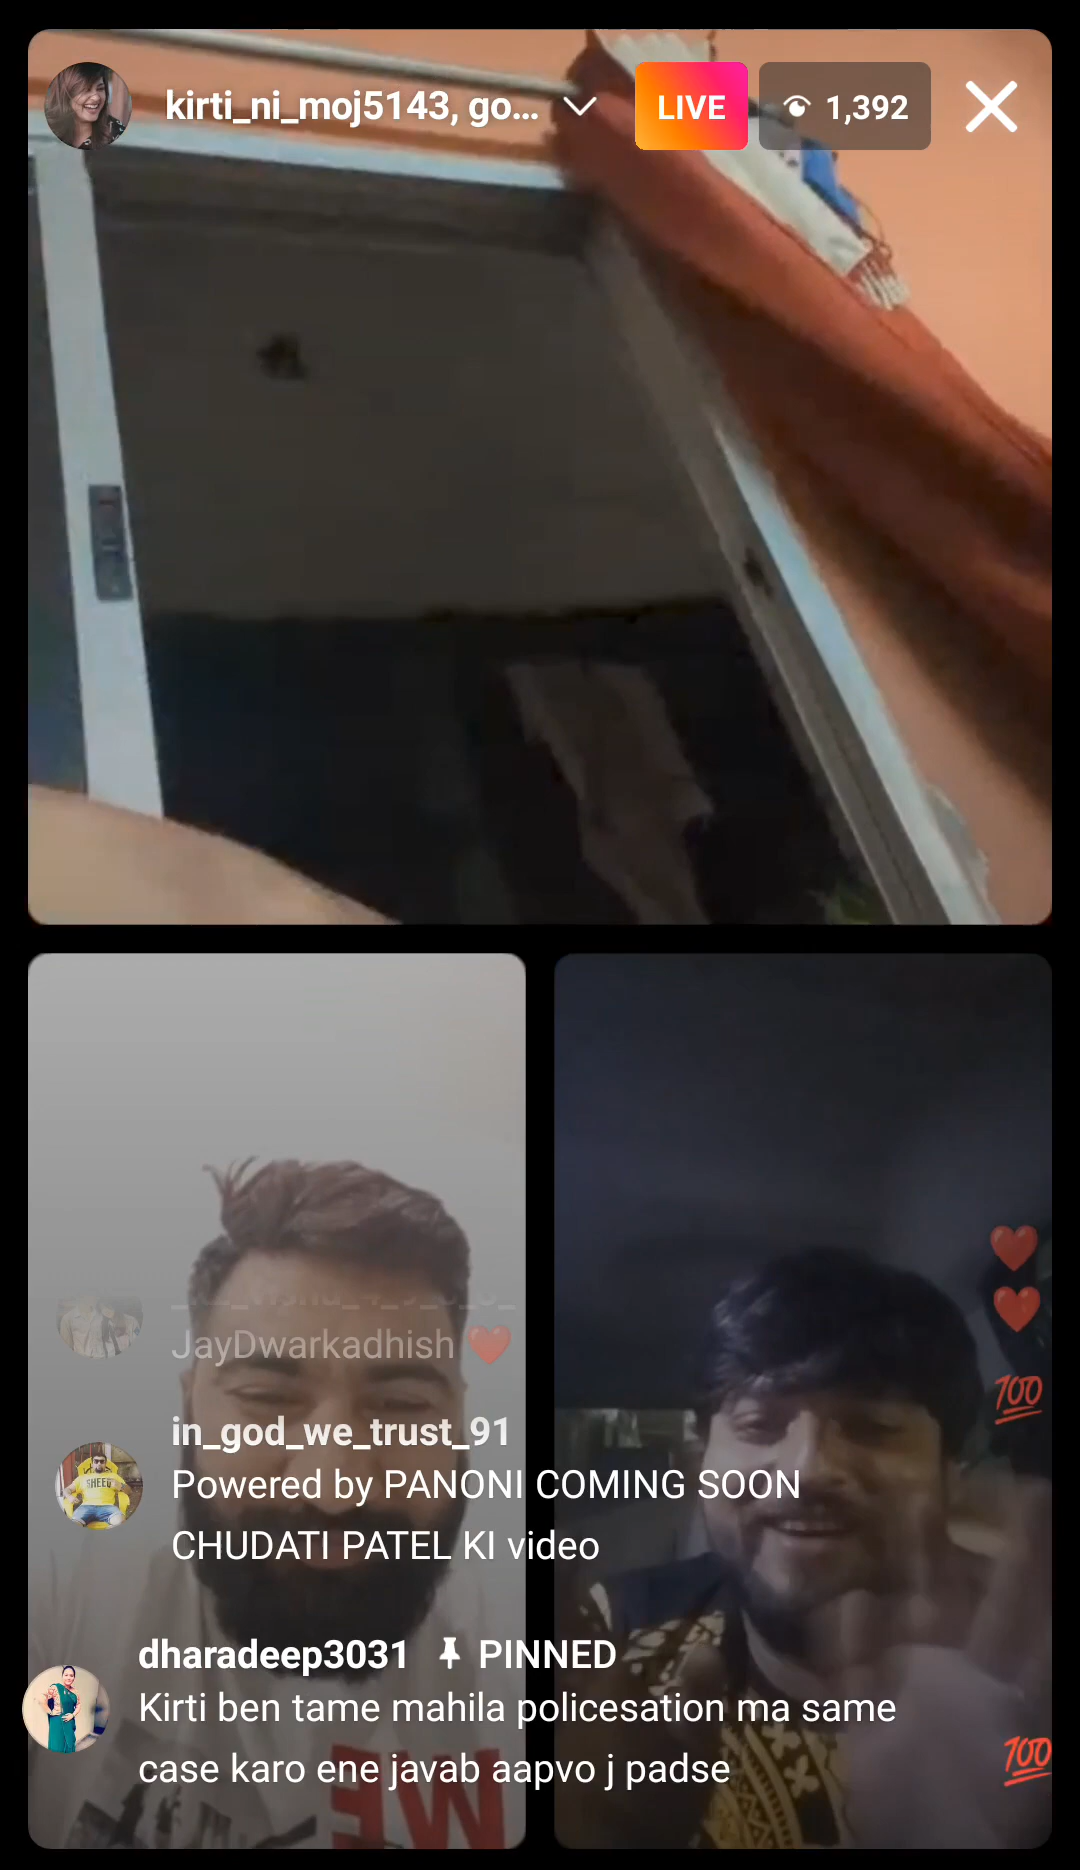 kirti_ni_moj5143, go...
LIVE
1,392
JayDwarkadhish ❤️
in_god_we_trust_91
Powered by PANONI COMING SOON
CHUDATI PATEL KI video
dharadeep3031 PINNED
Kirti ben tame mahila policesation ma same
case karo ene javab aapvo j padse
ME
100
100